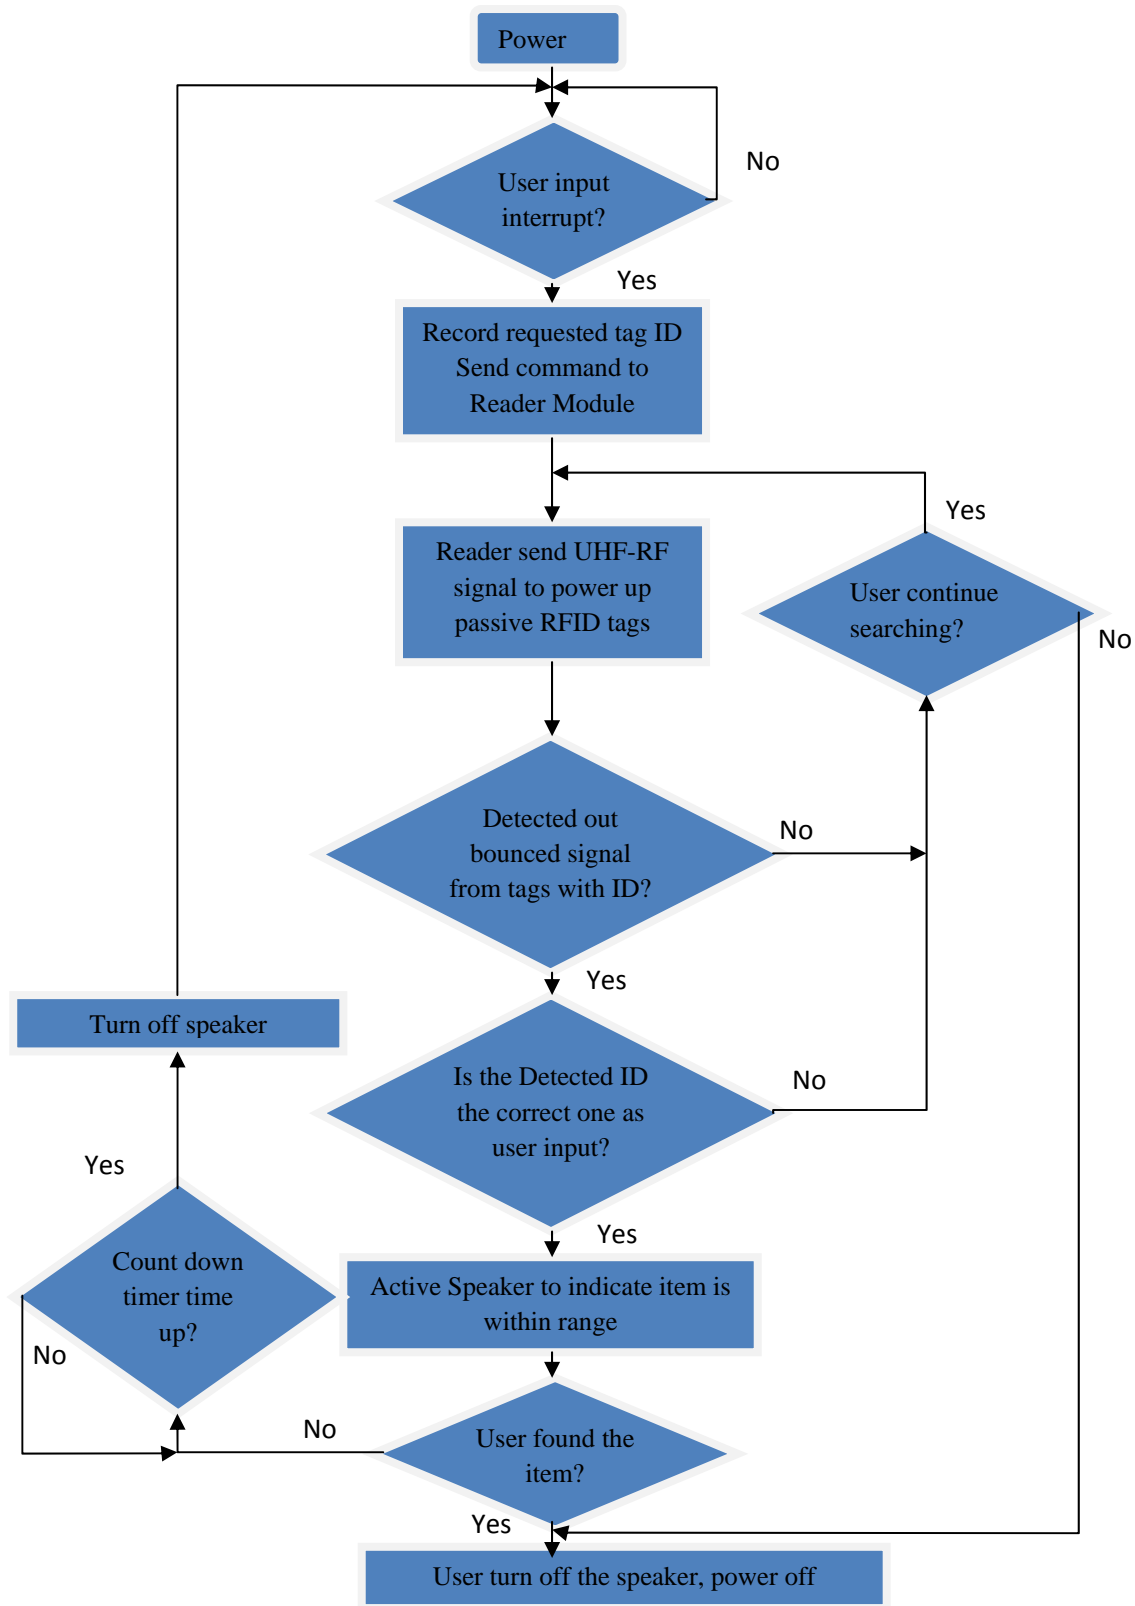 Power
No
User input
interrupt?
Yes
Record requested tag ID
Send command to
Reader Module
Yes
Reader send UHF-RF
signal to power up
passive RFID tags
User continue
searching?
No
Detected out
bounced signal
from tags with ID?
No
Yes
Turn off speaker
Is the Detected ID
the correct one as
user input?
No
Yes
Yes
Count down
timer time
up?
No
Active Speaker to indicate item is
within range
No
User found the
item?
Yes
User turn off the speaker, power off